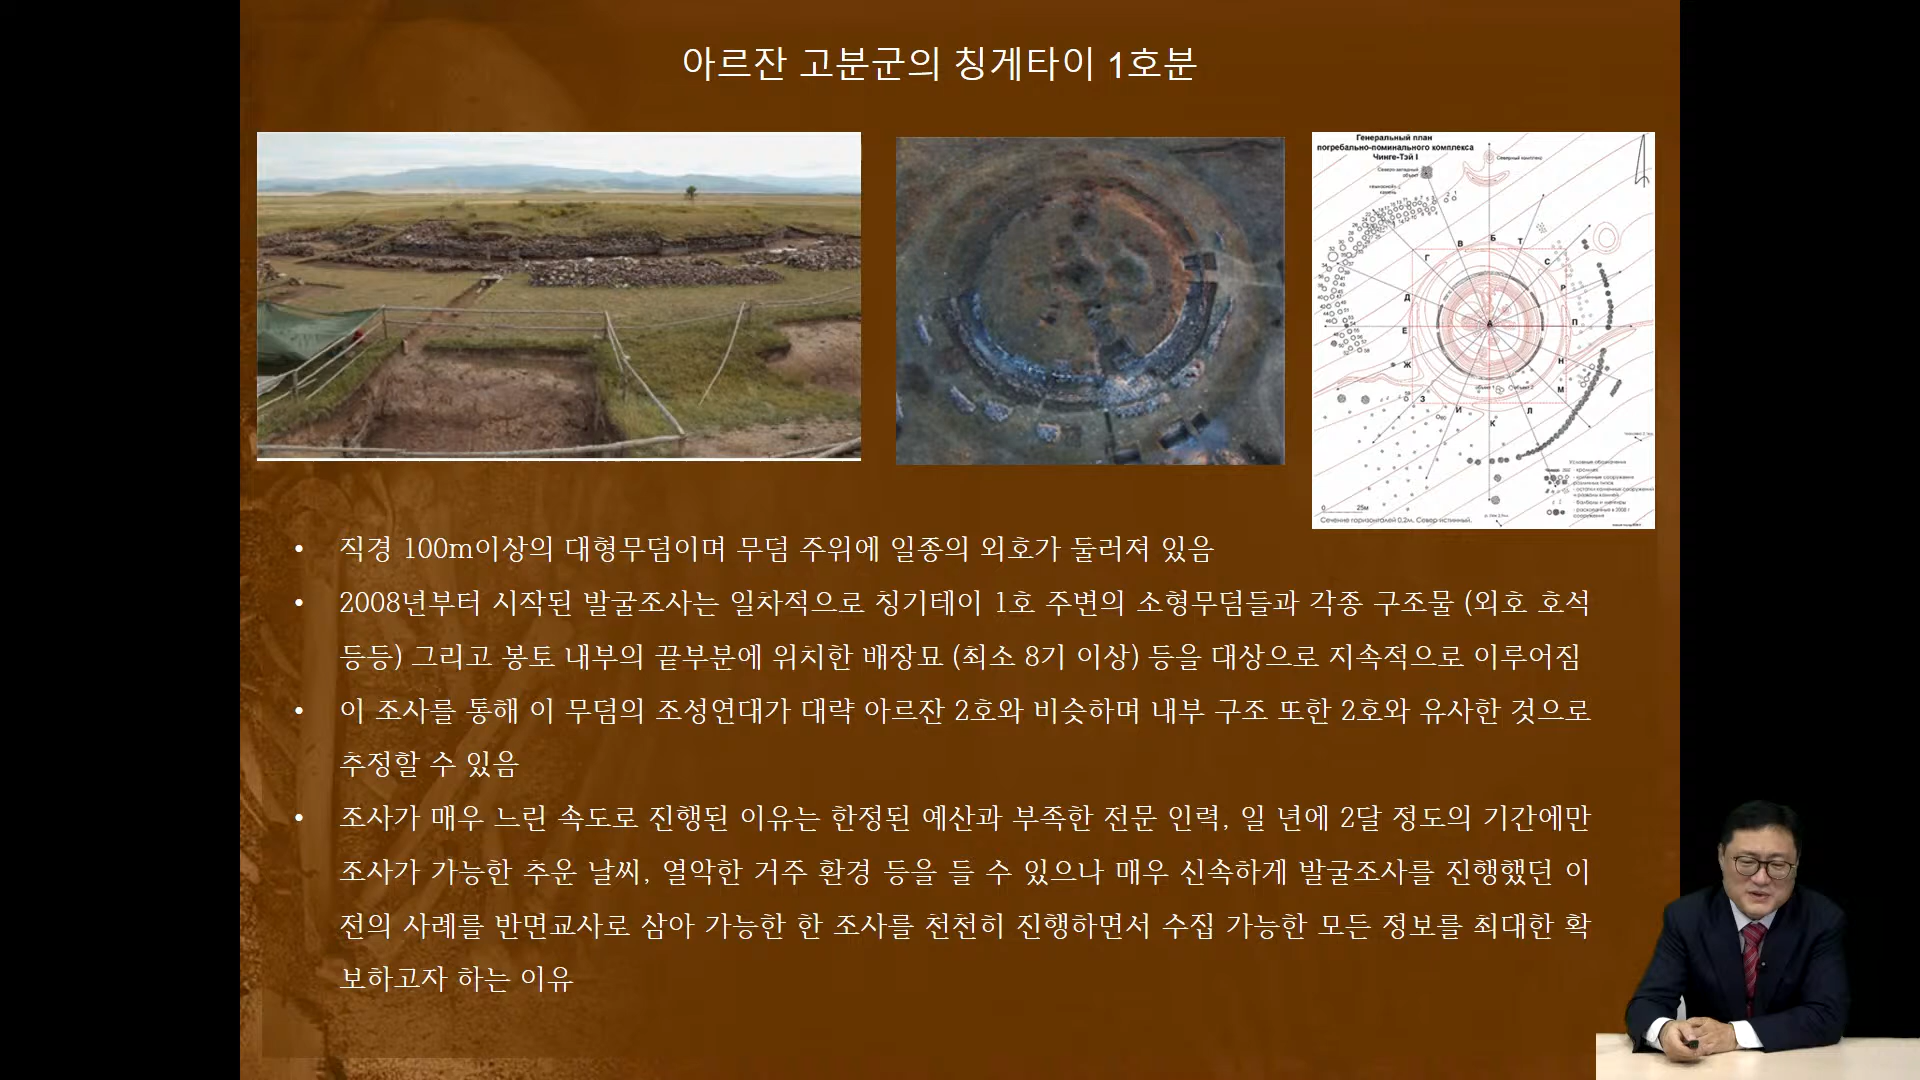 아르잔 고분군의 칭게타이 1호분
Генеральный план
погребально-поминального комплекса
Чинге-Тэй I
Северный комплекс
В
Б
Т
Г
С
Д
Р
Е
А
П
Ж
Н
М
З
И
Л
К
Условные обозначения
0 25м
Сечение горизонталей 0,2м. Север истинный.
• 직경 100m이상의 대형무덤이며 무덤 주위에 일종의 외호가 둘러져 있음
• 2008년부터 시작된 발굴조사는 일차적으로 칭기테이 1호 주변의 소형무덤들과 각종 구조물 (외호 호석
등등) 그리고 봉토 내부의 끝부분에 위치한 배장묘 (최소 8기 이상) 등을 대상으로 지속적으로 이루어짐
• 이 조사를 통해 이 무덤의 조성연대가 대략 아르잔 2호와 비슷하며 내부 구조 또한 2호와 유사한 것으로
추정할 수 있음
• 조사가 매우 느린 속도로 진행된 이유는 한정된 예산과 부족한 전문 인력, 일 년에 2달 정도의 기간에만
조사가 가능한 추운 날씨, 열악한 거주 환경 등을 들 수 있으나 매우 신속하게 발굴조사를 진행했던 이
전의 사례를 반면교사로 삼아 가능한 한 조사를 천천히 진행하면서 수집 가능한 모든 정보를 최대한 확
보하고자 하는 이유